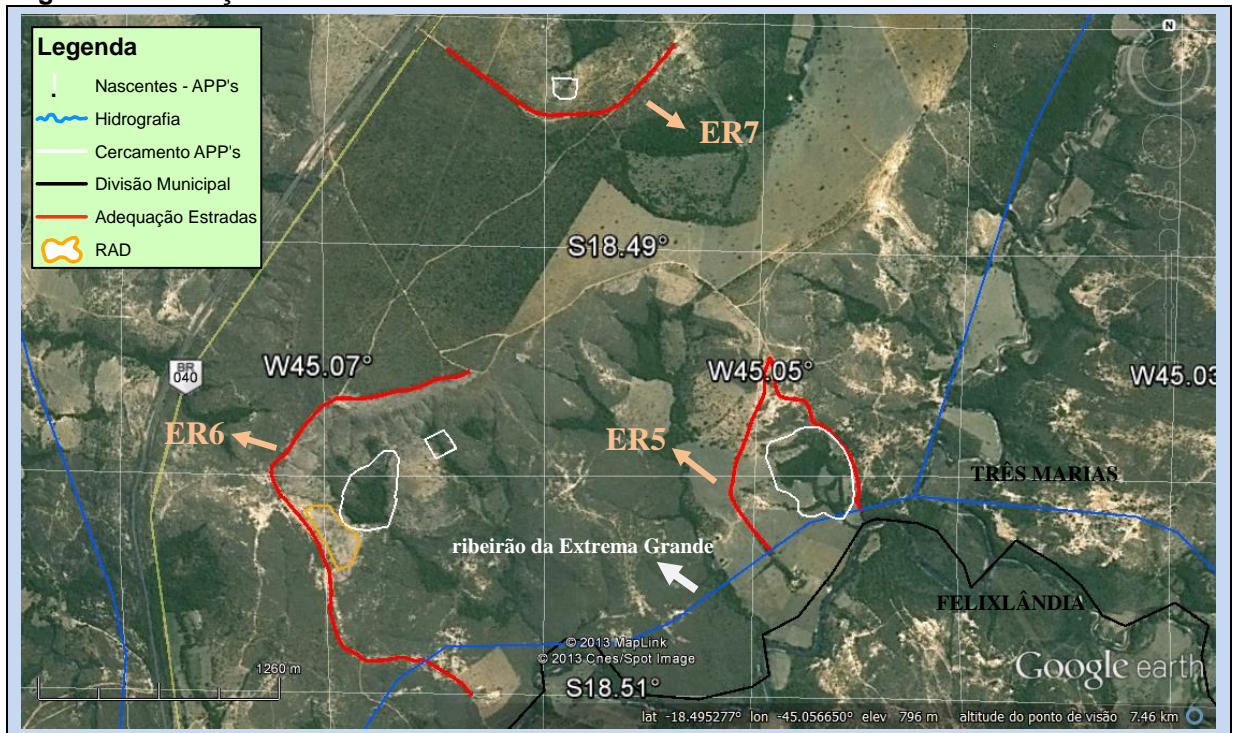 Legenda
Nascentes - APP's
Hidrografia
Cercamento APP's
Divisão Municipal
Adequação Estradas
RAD
N
ER7
S18.49°
BR
040
W45.07°
W45.05°
W45.03
ER6
ER5
TRÊS MARIAS
ribeirão da Extrema Grande
FELIXLÂNDIA
© 2013 MapLink
© 2013 Cnes/Spot Image
1260 m
Google earth
S18.51°
lat -18.495277° lon -45.056650° elev 796 m altitude do ponto de visão 7.46 km